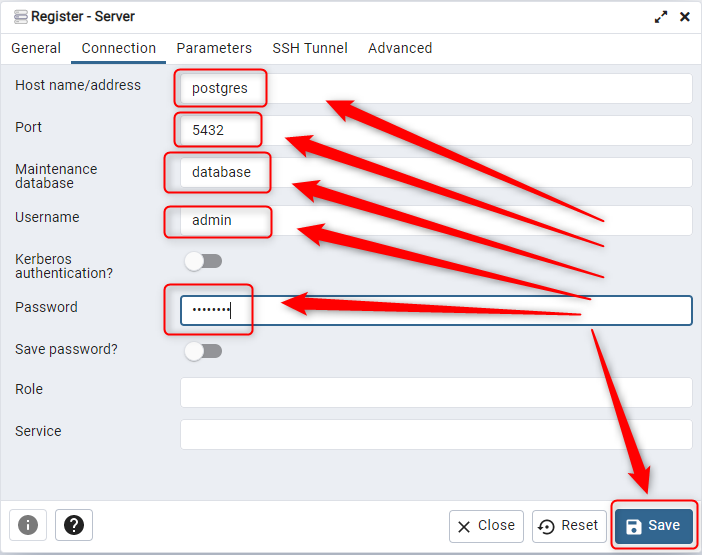 Register - Server
General Connection Parameters SSH Tunnel Advanced
Host name/address postgres
Port 5432
Maintenance
database database
Username admin
Kerberos
authentication?
Password ••••••••
Save password?
Role
Service
Close Reset Save